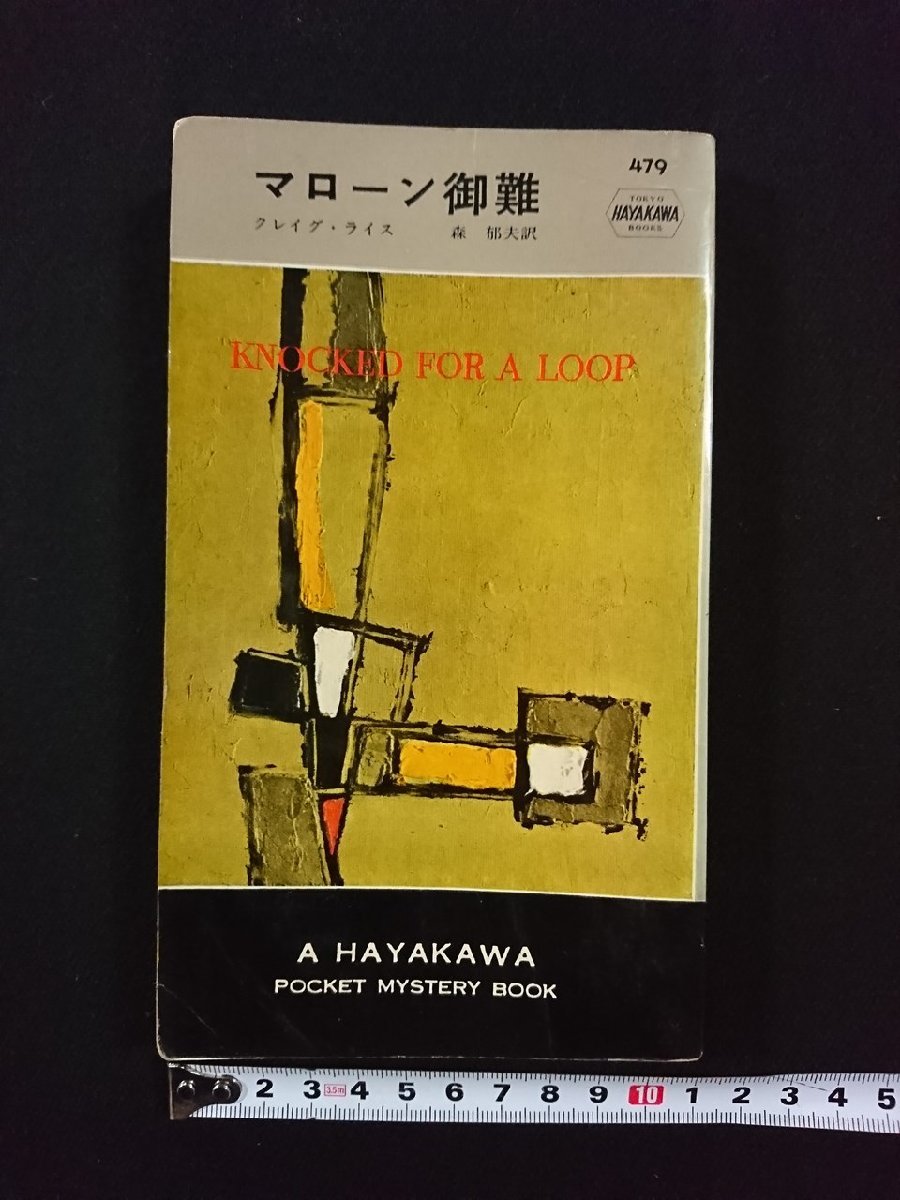 479
マローン御難
クレイグ・ライス 森 郁夫訳
TOKYO
HAYAKAWA
BOOKS
KNOCKED FOR A LOOP
A HAYAKAWA
POCKET MYSTERY BOOK
2 3 3.5m 4 5 6 7 8 9 10 1 2 3 4 5